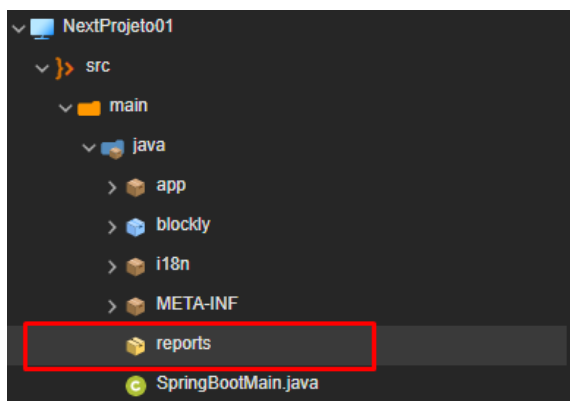 NextProjeto01
src
main
java
app
blockly
i18n
META-INF
reports
SpringBootMain.java